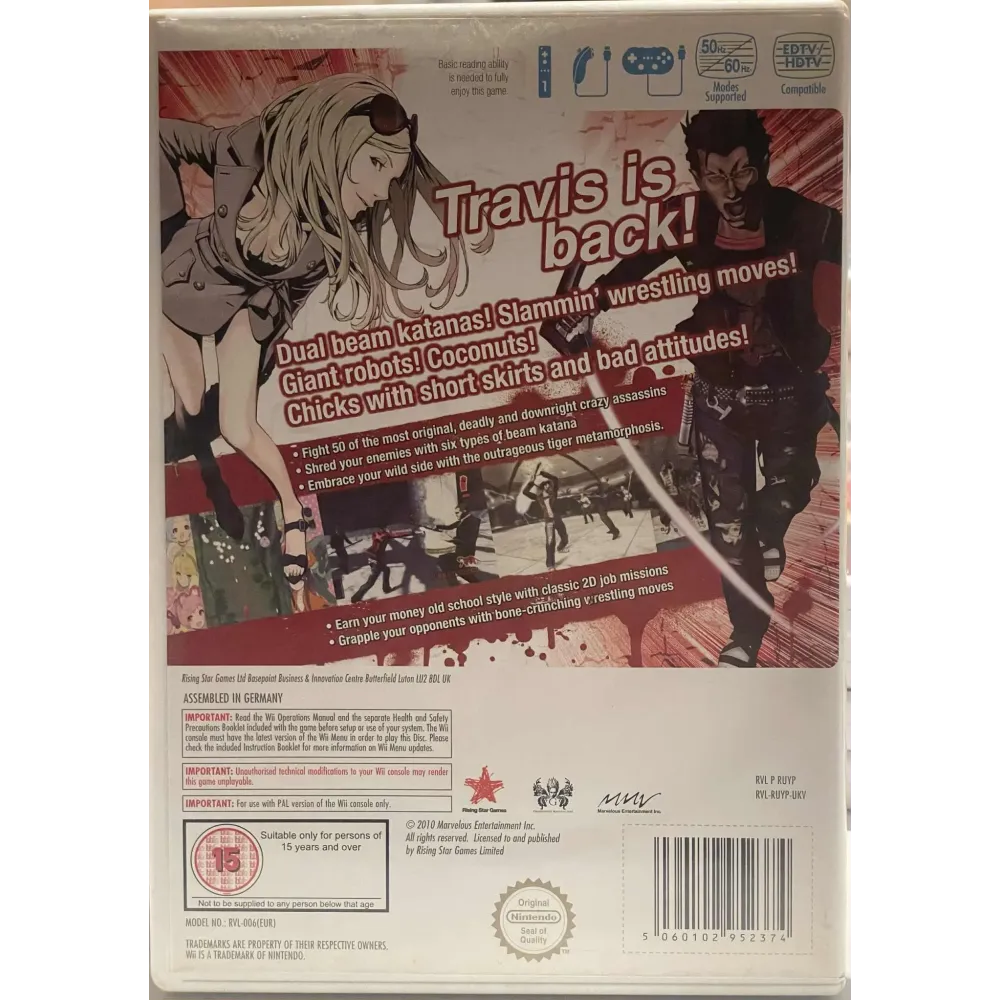 Basic reading ability
is needed to fully
enjoy this game
1
50Hz
60Hz
Modes
Supported
EDTV/
HDTV
Compatible
Travis is
back!
Dual beam katanas! Slammin' wrestling moves!
Giant robots! Coconuts!
Chicks with short skirts and bad attitudes!
• Fight 50 of the most original, deadly and downright crazy assassins
• Shred your enemies with six types of beam katana
• Embrace your wild side with the outrageous tiger metamorphosis.
• Earn your money old school style with classic 2D job missions
• Grapple your opponents with bone-crunching wrestling moves
Rising Star Games Ltd Basepoint Business & Innovation Centre Butterfield Luton LU2 8DL UK
ASSEMBLED IN GERMANY
IMPORTANT: Read the Wii Operations Manual and the separate Health and Safety
Precautions Booklet included with the game before setup or use of your system. The Wii
console must have the latest version of the Wii Menu in order to play this Disc. Please
check the included Instruction Booklet for more information on Wii Menu updates.
IMPORTANT: Unauthorised technical modifications to your Wii console may render
this game unplayable.
IMPORTANT: For use with PAL version of the Wii console only.
Rising Star Games
Marvelous Entertainment Inc.
RVL P RUYP
RVL-RUYP-UKV
15
Suitable only for persons of
15 years and over
Not to be supplied to any person below that age
© 2010 Marvelous Entertainment Inc.
All rights reserved. Licensed to and published
by Rising Star Games Limited
MODEL NO.: RVL-006(EUR)
TRADEMARKS ARE PROPERTY OF THEIR RESPECTIVE OWNERS.
Wii IS A TRADEMARK OF NINTENDO.
Original
Nintendo
Seal of
Quality
TM
5 060102 952374